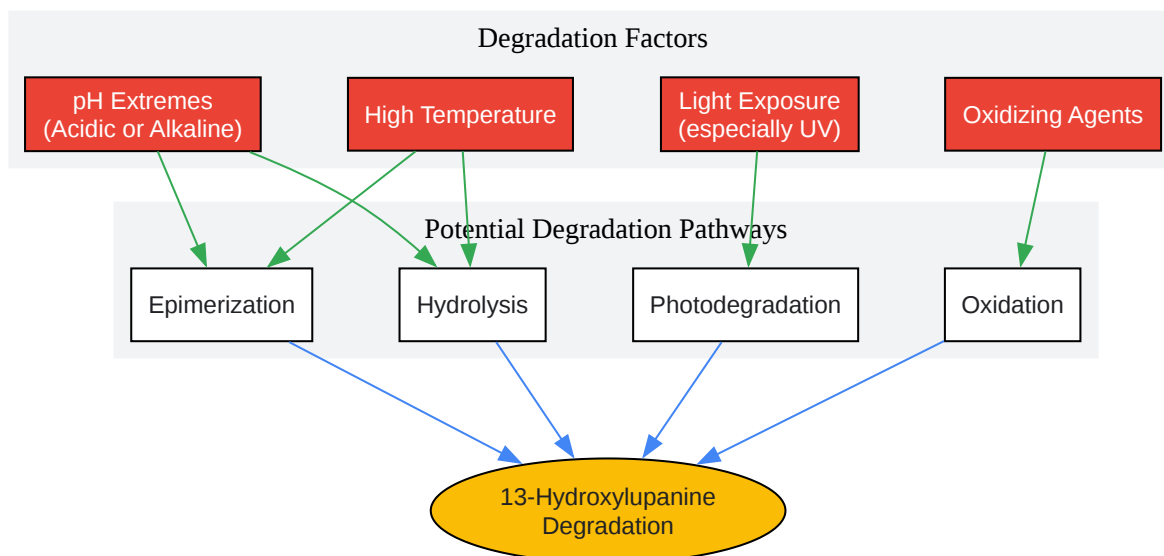 Degradation Factors
pH Extremes
(Acidic or Alkaline)
High Temperature
Light Exposure
(especially UV)
Oxidizing Agents
Potential Degradation Pathways
Epimerization
Hydrolysis
Photodegradation
Oxidation
13-Hydroxylupanine
Degradation